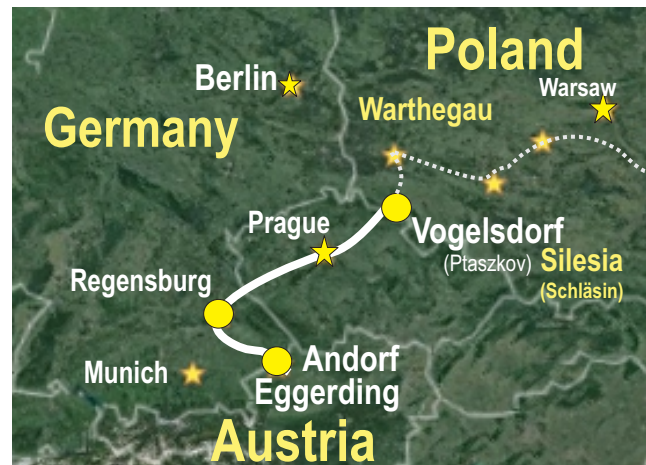 Poland
Berlin
Warsaw
Warthegau
Germany
Prague
Vogelsdorf
(Ptaszkov) Silesia
(Schläsin)
Regensburg
Andorf
Munich
Eggerding
Austria